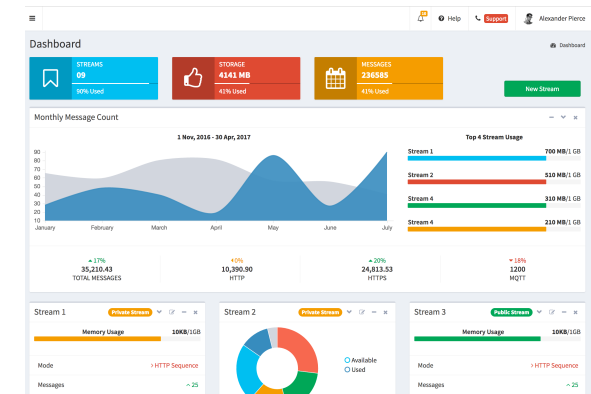 28
Help
Support
Alexander Pierce
Dashboard
Dashboard
STREAMS
09
90% Used
STORAGE
4141 MB
41% Used
MESSAGES
236585
41% Used
New Stream
Monthly Message Count
1 Nov, 2016 - 30 Apr, 2017
90
80
70
60
50
40
30
20
10
January February March April May June July
Top 4 Stream Usage
Stream 1 700 MB/1 GB
Stream 2 510 MB/1 GB
Stream 4 310 MB/1 GB
Stream 4 210 MB/1 GB
17%
35,210.43
TOTAL MESSAGES
0%
10,390.90
HTTP
20%
24,813.53
HTTPS
18%
1200
MQTT
Stream 1 Private Stream
Memory Usage 10KB/1GB
Mode HTTP Sequence
Messages 25
Stream 2 Private Stream
Available
Used
Stream 3 Public Stream
Memory Usage 10KB/1GB
Mode HTTP Sequence
Messages 25